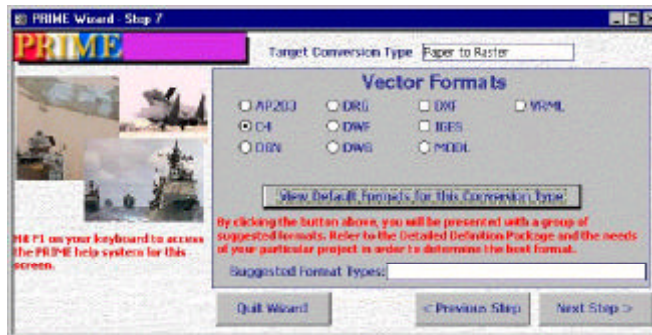 PRIME Wizard - Step 7
PRIME
Target Conversion Type Paper to Raster
Vector Formats
AP203 DRG DXF VRML
C4 DWF IGES
DGN DWG MODL
View Default Formats for this Conversion Type
By clicking the button above, you will be presented with a group of
suggested formats. Refer to the Detailed Definition Package and the needs
of your particular project in order to determine the best format.
Hit F1 on your keyboard to access
the PRIME help system for this
screen.
Suggested Format Types:
Quit Wizard < Previous Step Next Step >